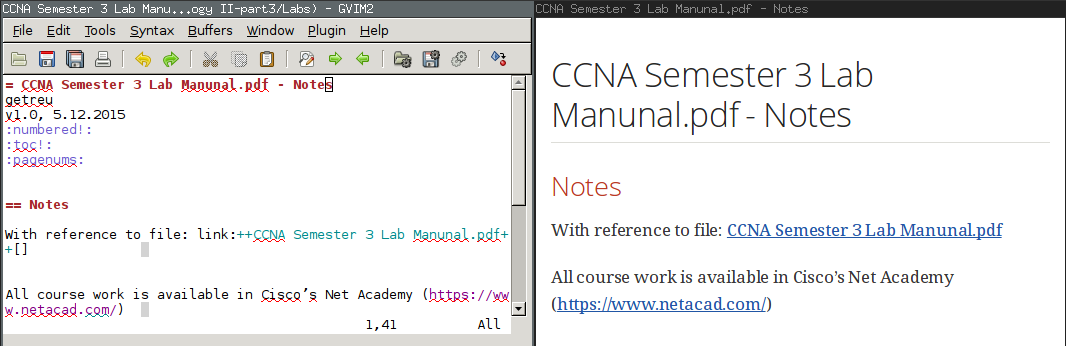 CCNA Semester 3 Lab Manu...ogy II-part3/Labs) - GVIM2
File Edit Tools Syntax Buffers Window Plugin Help
= CCNA Semester 3 Lab Manunal.pdf - Notes
getreu
v1.0, 5.12.2015
:numbered!:
:toc!:
:pagenums:
== Notes
With reference to file: link:++CCNA Semester 3 Lab Manunal.pdf+
+[]
All course work is available in Cisco’s Net Academy (https://ww
w.netacad.com/)
1,41 All
CCNA Semester 3 Lab Manunal.pdf - Notes
CCNA Semester 3 Lab
Manunal.pdf - Notes
Notes
With reference to file: CCNA Semester 3 Lab Manunal.pdf
All course work is available in Cisco’s Net Academy
(https://www.netacad.com/)